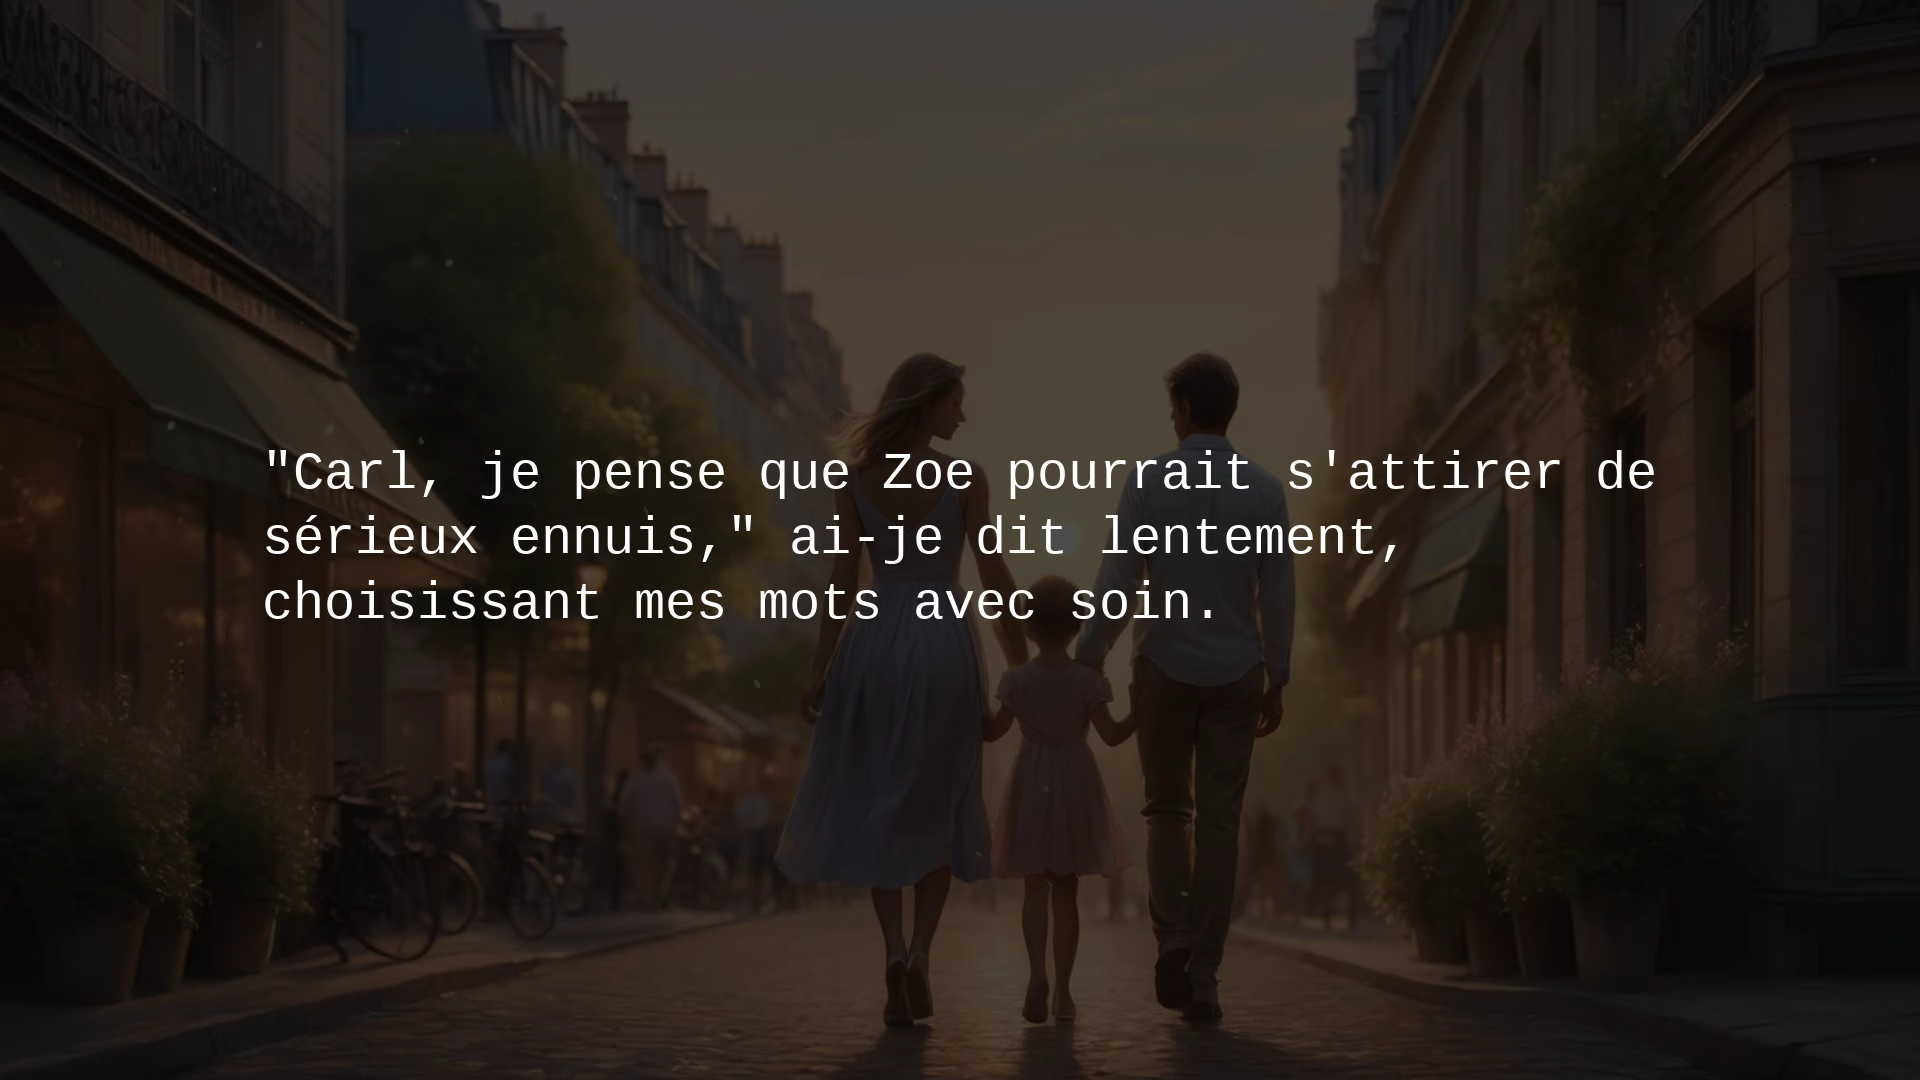 "Carl, je pense que Zoe pourrait s'attirer de
sérieux ennuis," ai-je dit lentement,
choisissant mes mots avec soin.